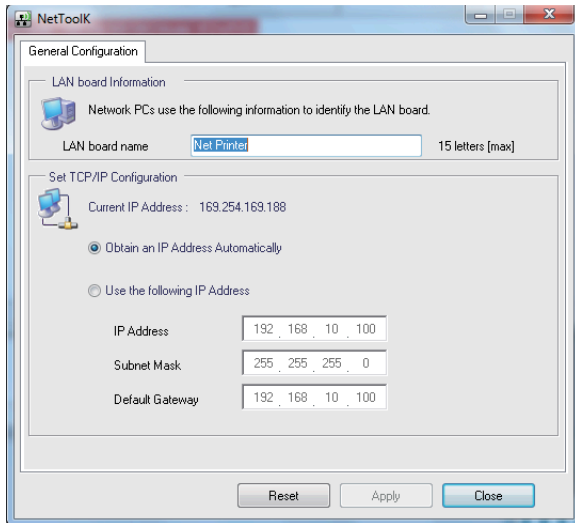 NetToolK
General Configuration
LAN board Information
Network PCs use the following information to identify the LAN board.
LAN board name Net Printer 15 letters [max]
Set TCP/IP Configuration
Current IP Address : 169.254.169.188
Obtain an IP Address Automatically
Use the following IP Address
IP Address 192 . 168 . 10 . 100
Subnet Mask 255 . 255 . 255 . 0
Default Gateway 192 . 168 . 10 . 100
Reset Apply Close